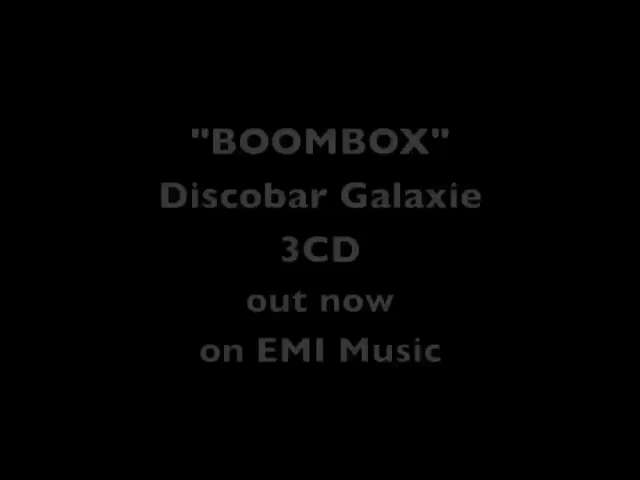 "BOOMBOX"
Discobar Galaxie
3CD
out now
on EMI Music